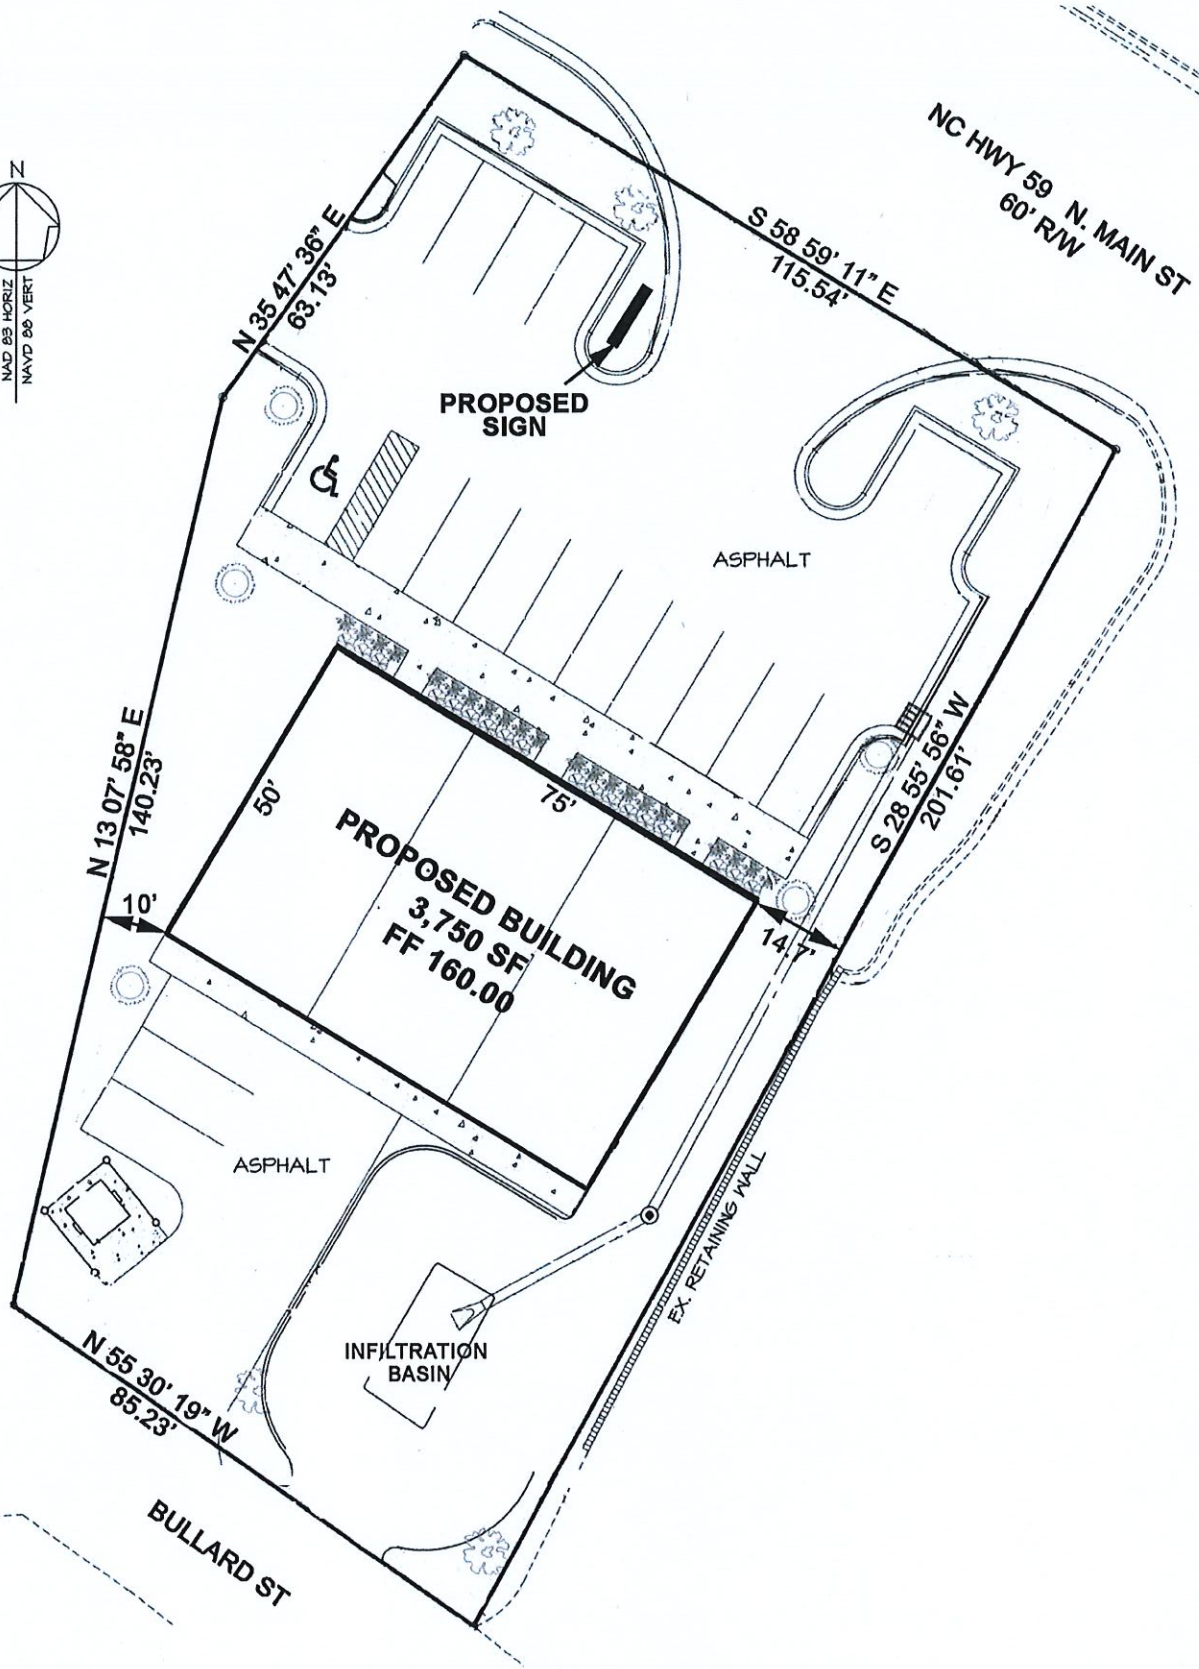 N
NAD 83 HORIZ
NAVD 88 VERT
NC HWY 59 N. MAIN ST
60' R/W
S 58 59' 11" E
115.54'
N 35 47' 36" E
63.13'
PROPOSED
SIGN
ASPHALT
N 13 07' 58" E
140.23'
S 28 55' 56" W
201.61'
50'
75'
PROPOSED BUILDING
3,750 SF
FF 160.00
10'
14.7'
ASPHALT
EX. RETAINING WALL
INFILTRATION
BASIN
N 55 30' 19" W
85.23'
BULLARD ST